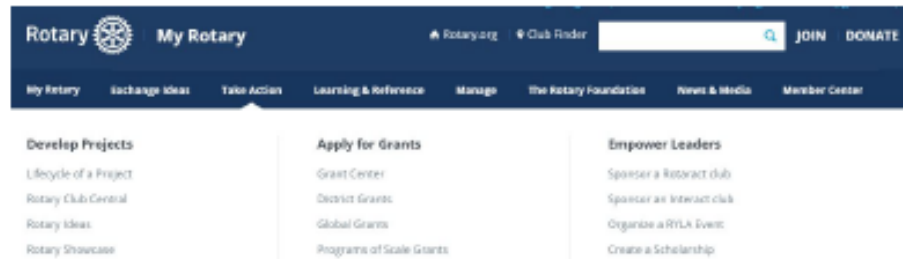 Rotary My Rotary Rotary.org Club Finder JOIN DONATE
My Rotary Exchange Ideas Take Action Learning & Reference Manage The Rotary Foundation News & Media Member Center
Develop Projects Apply for Grants Empower Leaders
Lifecycle of a Project Grant Center Sponsor a Rotaract club
Rotary Club Central District Grants Sponsor an Interact club
Rotary Ideas Global Grants Organize a RYLA Event
Rotary Showcase Programs of Scale Grants Create a Scholarship